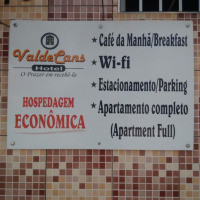 ValdeCans
Hotel
O Prazer em recebê-lo
HOSPEDAGEM
ECONÔMICA
★ Café da Manhã/Breakfast
★ Wi-fi
★ Estacionamento/Parking
★ Apartamento completo
(Apartment Full)